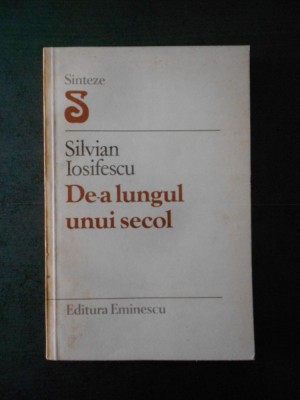 Sinteze
S
Silvian
Iosifescu
De-a lungul
unui secol
Editura Eminescu